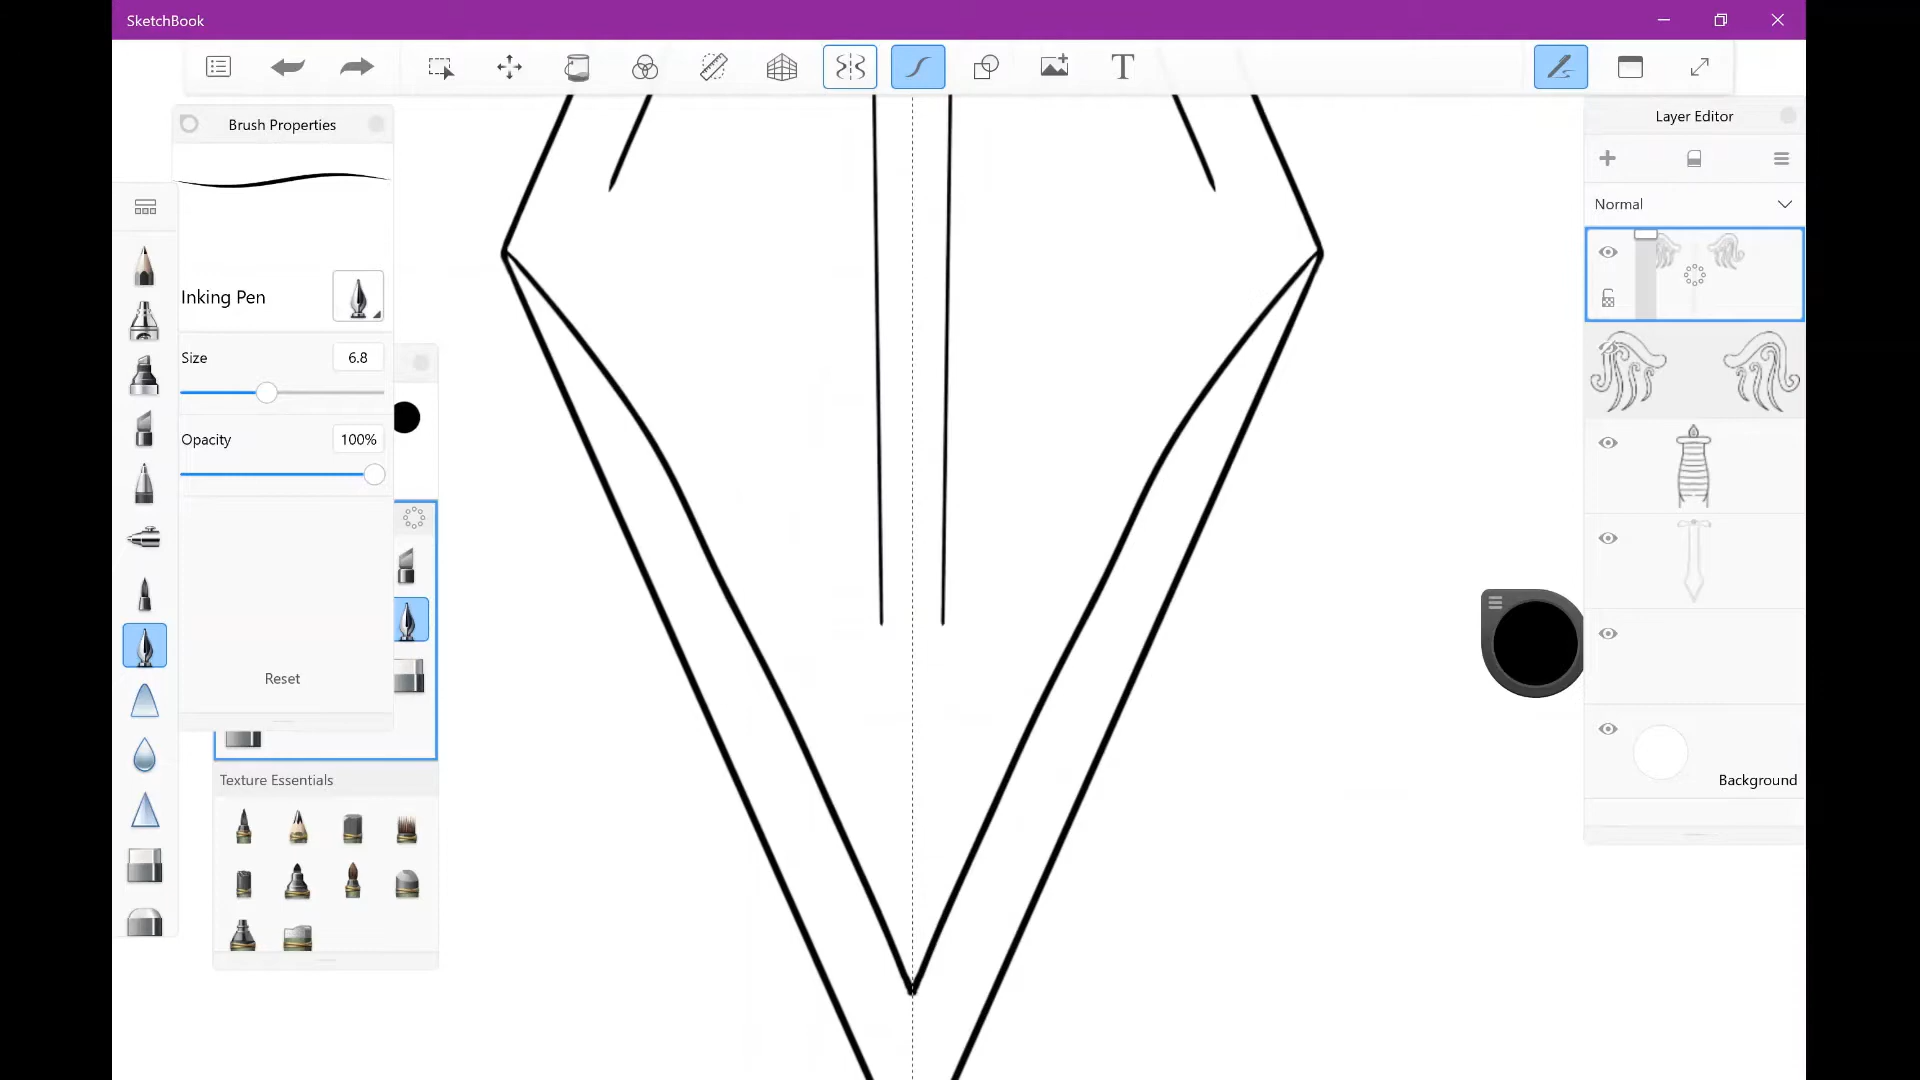 SketchBook
T
Brush Properties
Inking Pen
Size
6.8
Opacity
100%
Reset
Texture Essentials
Layer Editor
Normal
Background